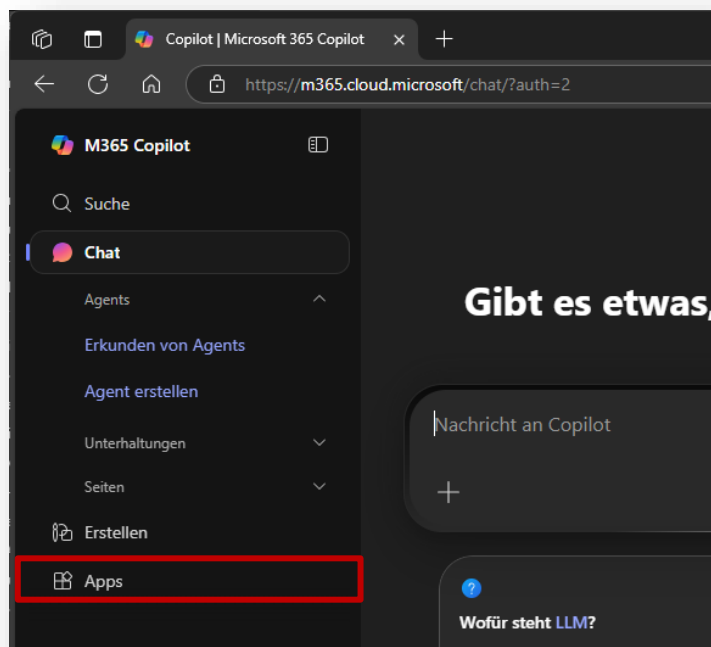 Copilot | Microsoft 365 Copilot
https://m365.cloud.microsoft/chat/?auth=2
M365 Copilot
Suche
Chat
Agents
Erkunden von Agents
Agent erstellen
Unterhaltungen
Seiten
Erstellen
Apps
Gibt es etwas,
Nachricht an Copilot
Wofür steht LLM?